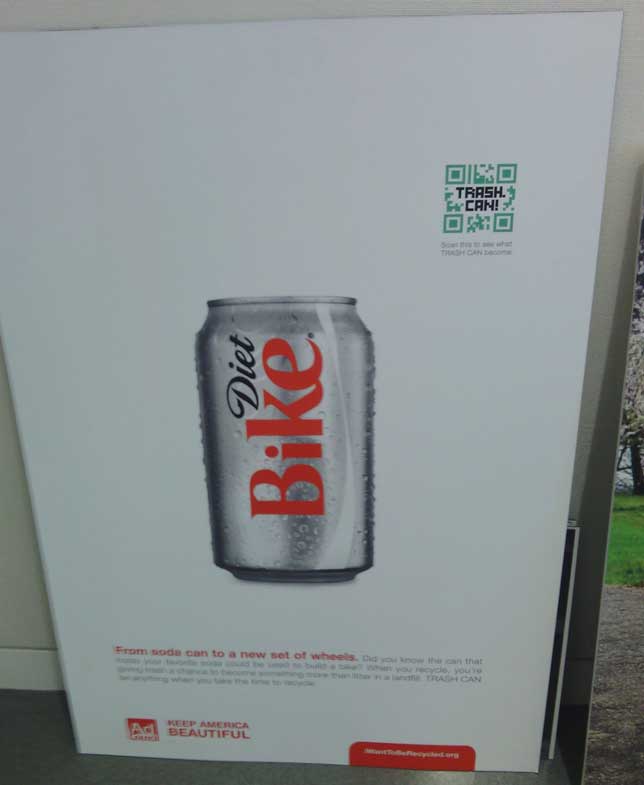 TRASH.
CAN!
Scan this to see what
TRASH CAN become.
Diet
Bike
From soda can to a new set of wheels. Did you know the can that
holds your favorite soda could be used to build a bike? When you recycle, you're
giving trash a chance to become something more than litter in a landfill. TRASH CAN
be anything when you take the time to recycle.
Ad
KEEP AMERICA
BEAUTIFUL
IWantToBeRecycled.org